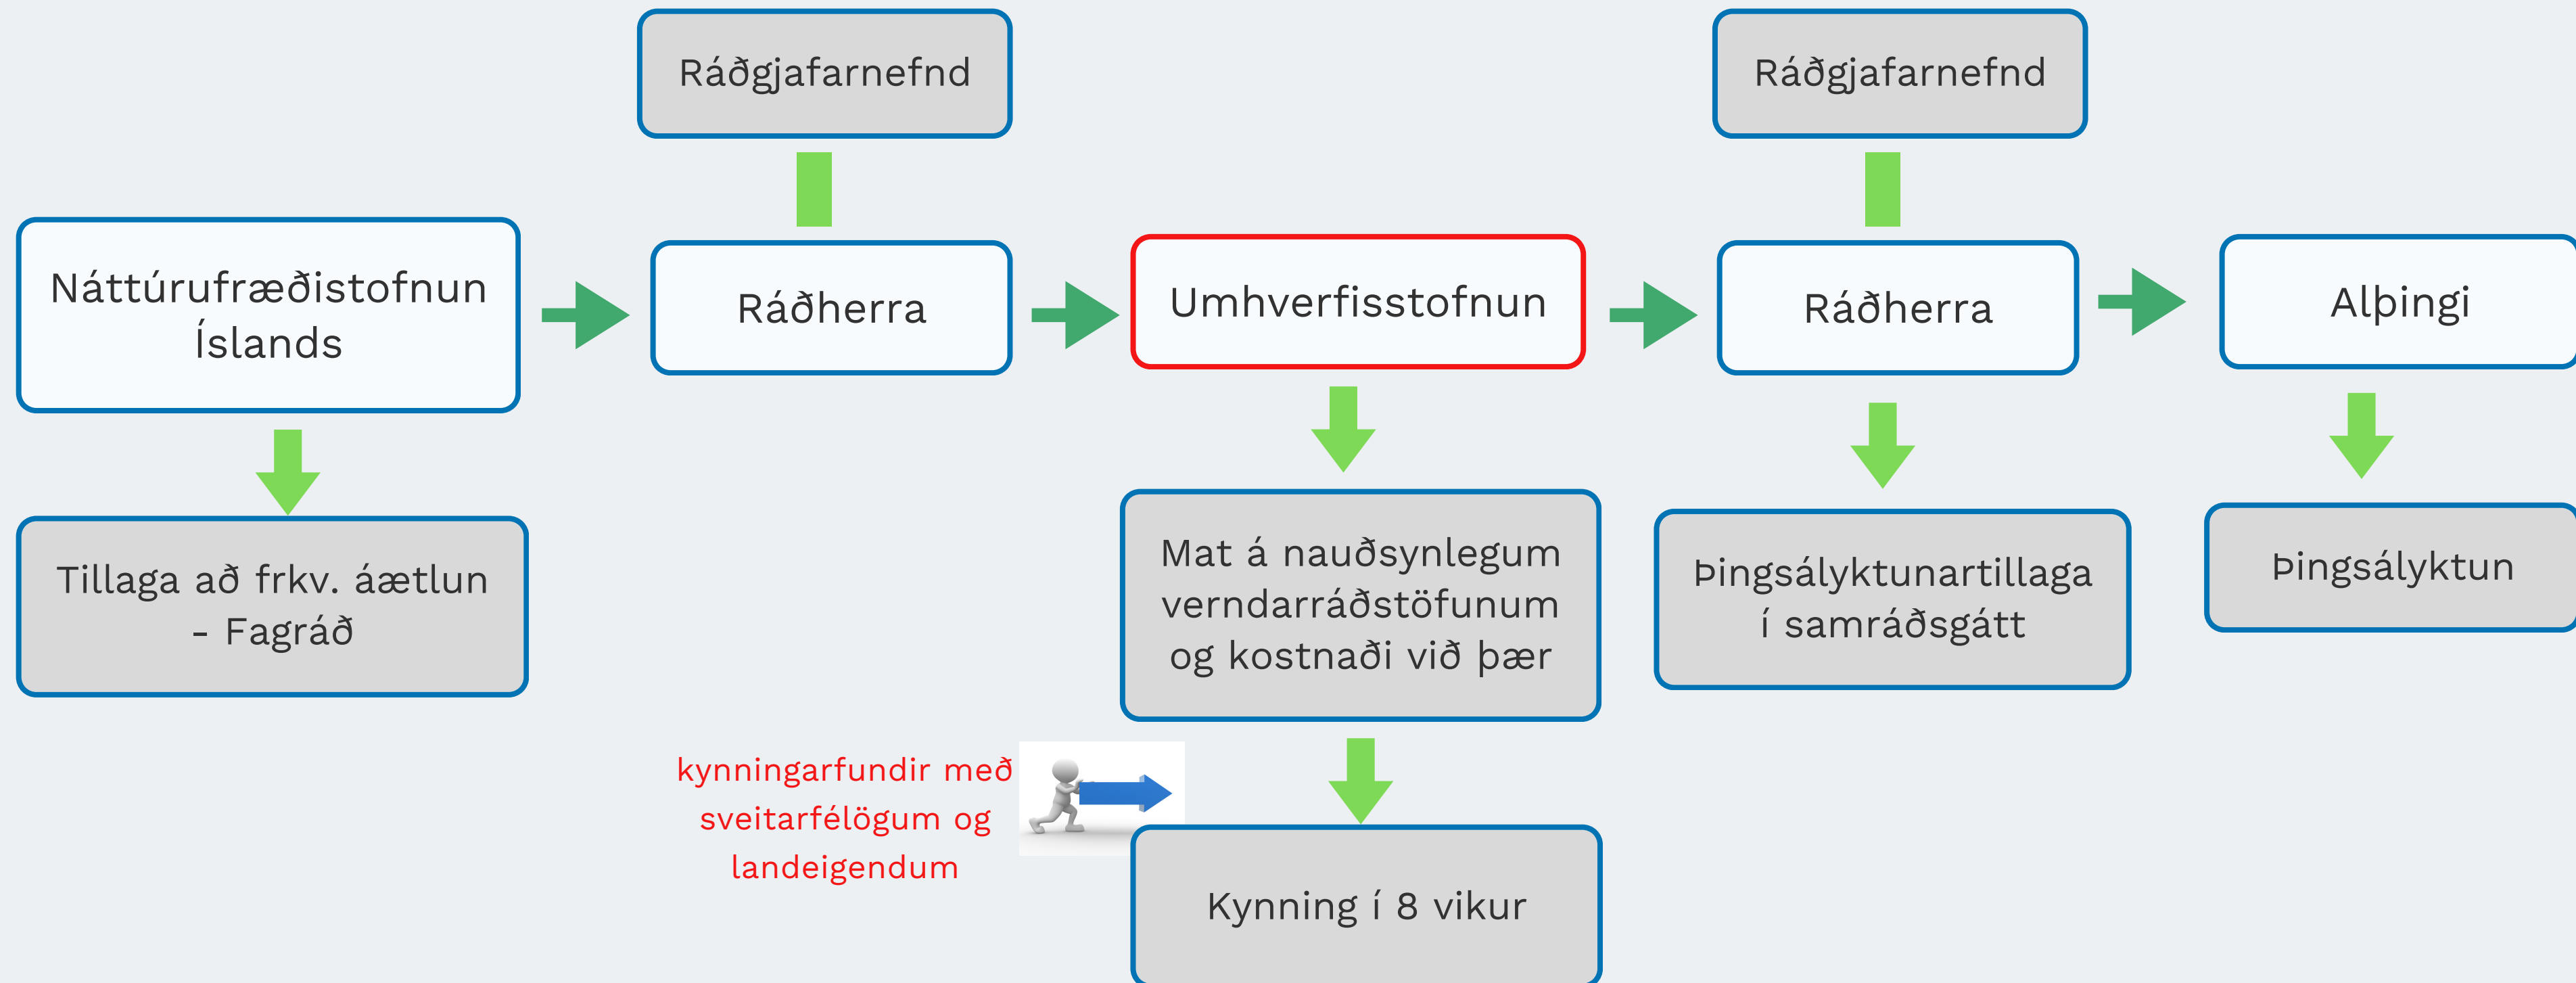 Ráðgjafarnefnd
Ráðgjafarnefnd
Náttúrufræðistofnun
Íslands
Ráðherra
Umhverfisstofnun
Ráðherra
Alþingi
Tillaga að frkv. áætlun
- Fagráð
Mat á nauðsynlegum
verndarráðstöfunum
og kostnaði við þær
Þingsályktunartillaga
í samráðsgátt
Þingsályktun
kynningarfundir með
sveitarfélögum og
landeigendum
Kynning í 8 vikur